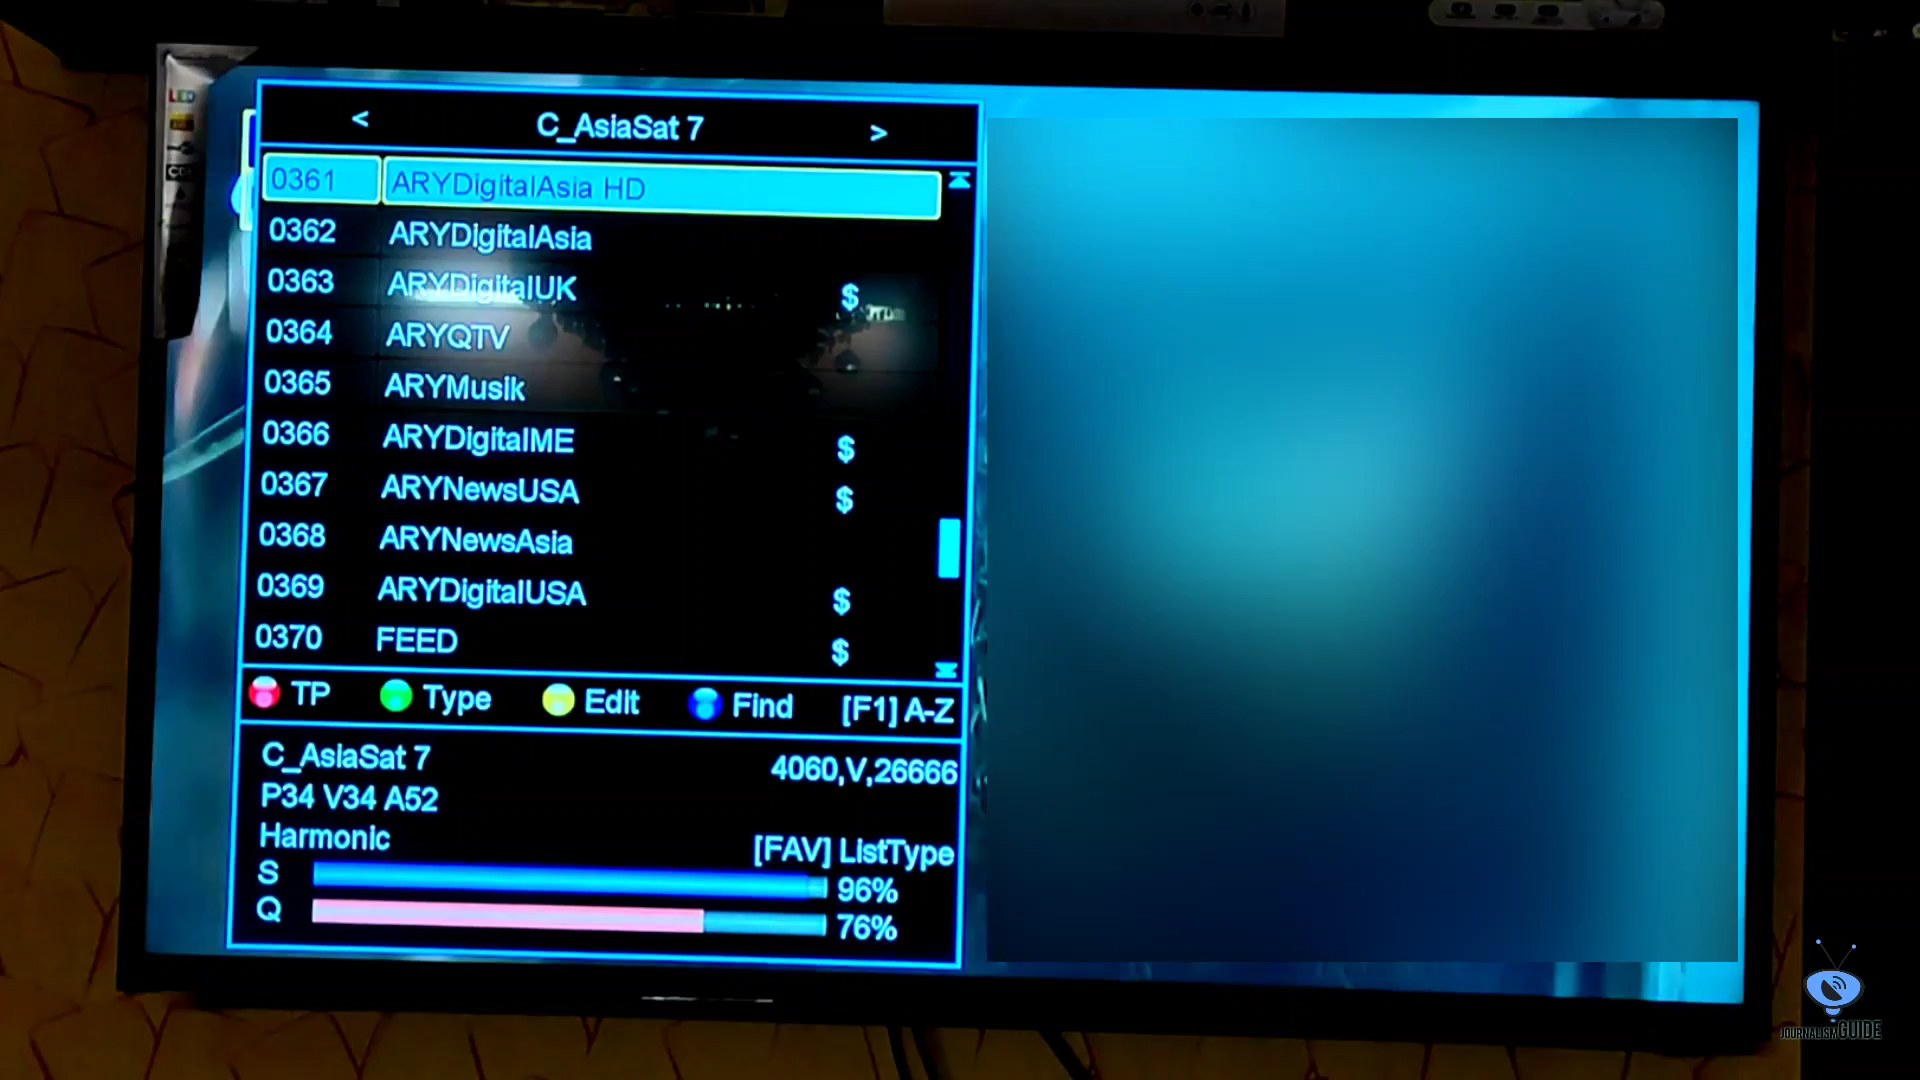 LED
< C_AsiaSat 7 >
0361 ARYDigitalAsia HD
0362 ARYDigitalAsia
0363 ARYDigitalUK $
0364 ARYQTV
0365 ARYMusik
0366 ARYDigitalME $
0367 ARYNewsUSA $
0368 ARYNewsAsia
0369 ARYDigitalUSA $
0370 FEED $
TP Type Edit Find [F1] A-Z
C_AsiaSat 7 4060,V,26666
P34 V34 A52
Harmonic [FAV] ListType
S 96%
Q 76%
JOURNALISMGUIDE